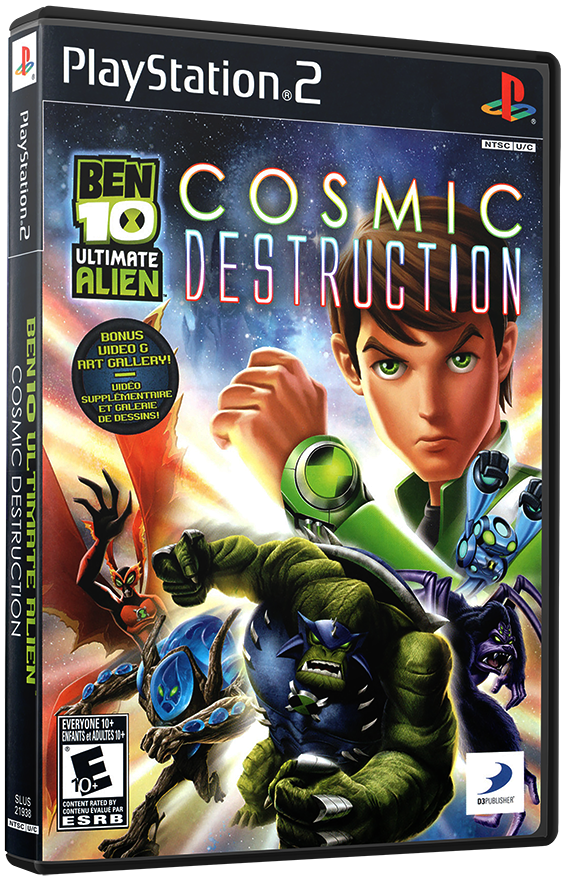 PlayStation®2
NTSC U/C
BEN
10
ULTIMATE
ALIEN™
COSMIC
DESTRUCTION
BONUS
VIDEO &
ART GALLERY!
VIDÉO
SUPPLÉMENTAIRE
ET GALERIE
DE DESSINS!
EVERYONE 10+
ENFANTS et ADULTES 10+
E
10+
®
CONTENT RATED BY
CONTENU ÉVALUÉ PAR
ESRB
D3PUBLISHER
PlayStation®2
BEN 10 ULTIMATE ALIEN
COSMIC DESTRUCTION
SLUS
21938
NTSC U/C